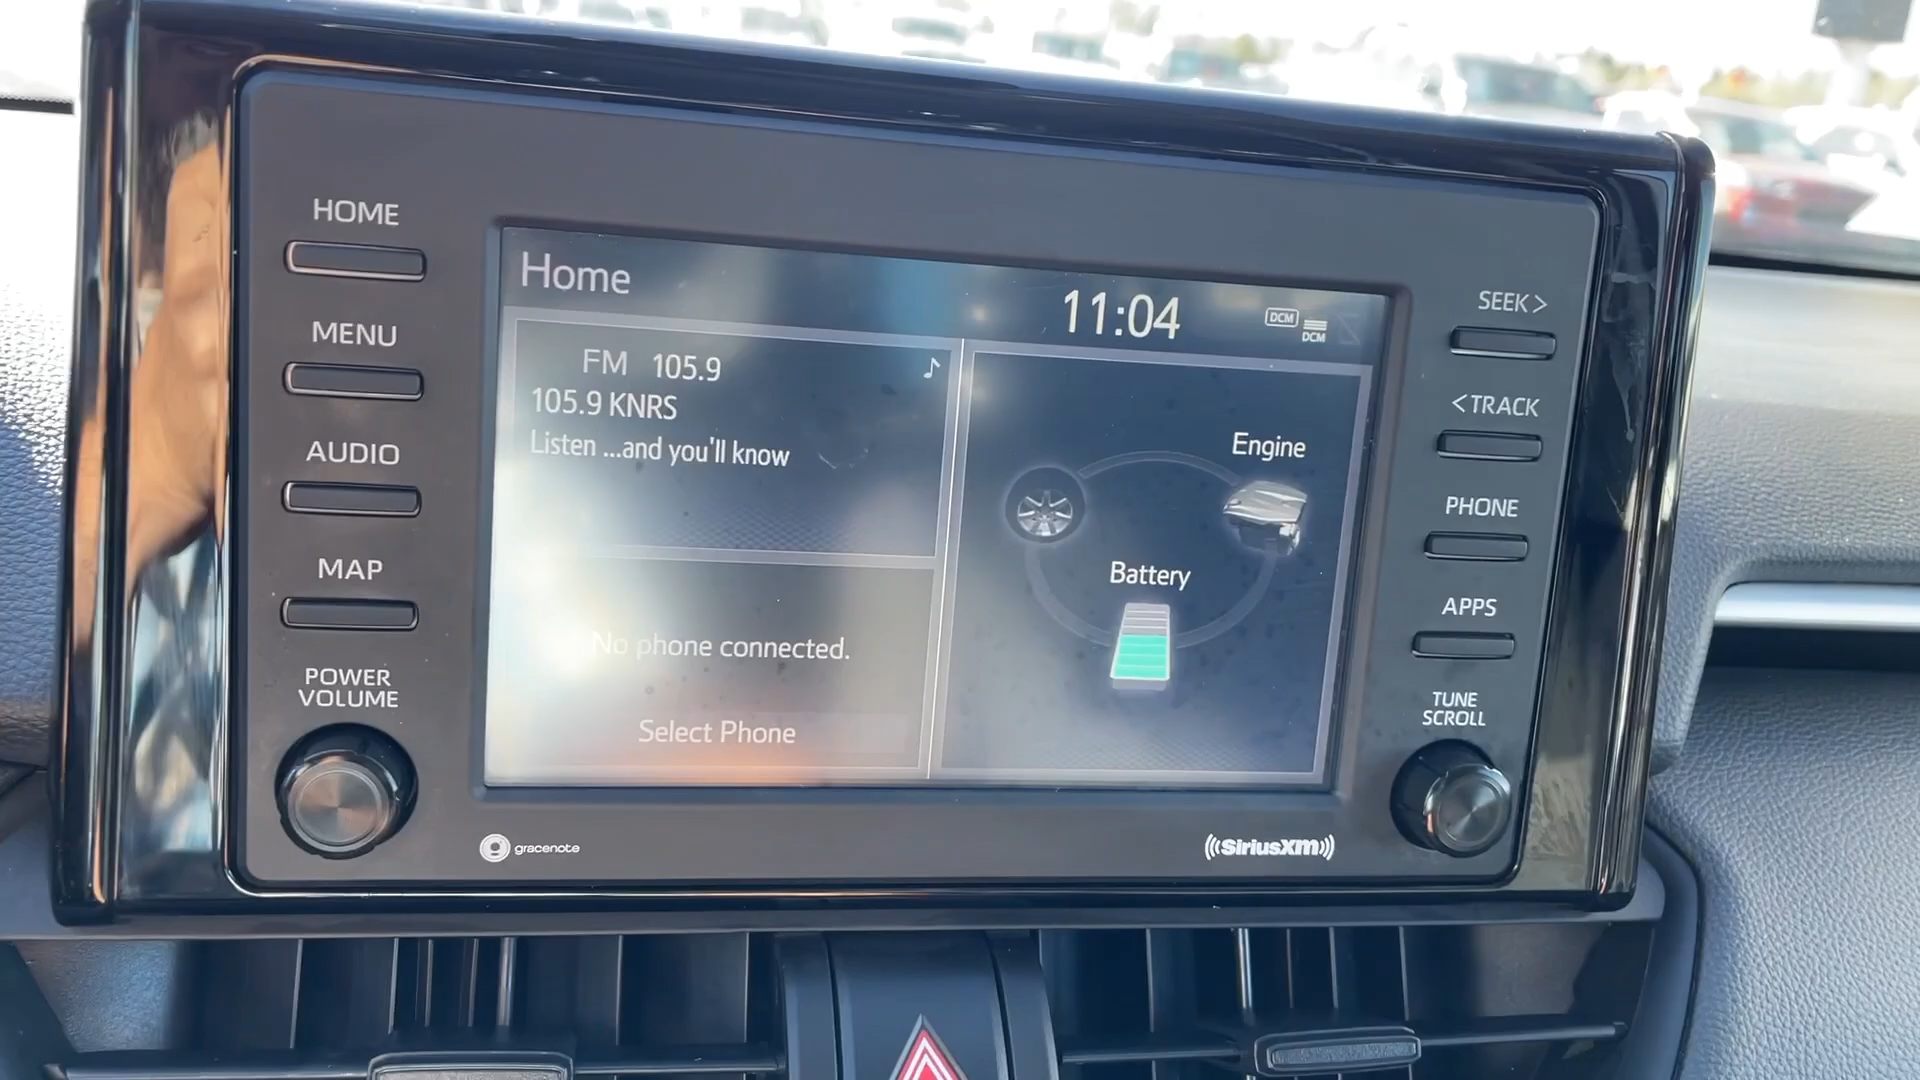 HOME
MENU
AUDIO
MAP
POWER
VOLUME
Home
11:04
DCM
DCM
FM 105.9
105.9 KNRS
Listen ...and you'll know
No phone connected.
Select Phone
Engine
Battery
SEEK >
< TRACK
PHONE
APPS
TUNE
SCROLL
gracenote
SiriusXM